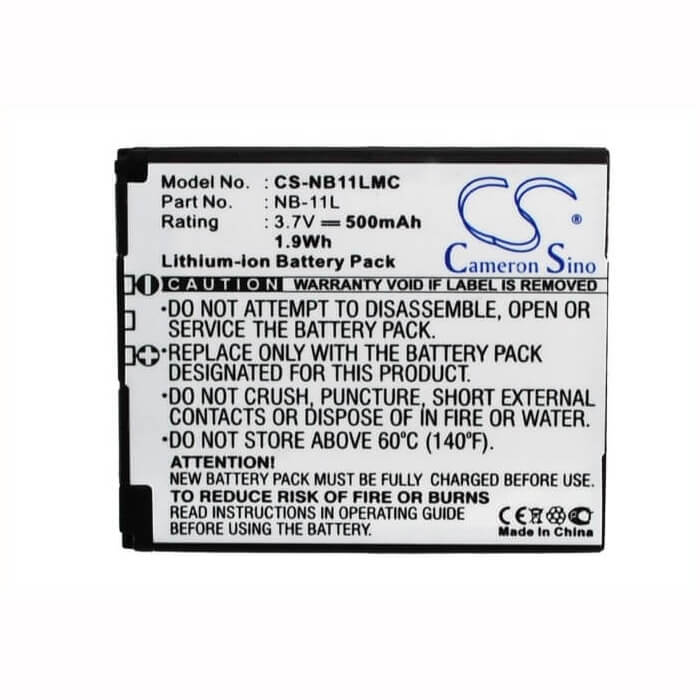 Model No. : CS-NB11LMC
Part No. : NB-11L
Rating : 3.7V ⎓ 500mAh
1.9Wh
Lithium-ion Battery Pack
CS®
Cameron Sino
CAUTION: WARRANTY VOID IF LABEL IS REMOVED
·DO NOT ATTEMPT TO DISASSEMBLE, OPEN OR
SERVICE THE BATTERY PACK.
·REPLACE ONLY WITH THE BATTERY PACK
DESIGNATED FOR THIS PRODUCT.
·DO NOT CRUSH, PUNCTURE, SHORT EXTERNAL
CONTACTS OR DISPOSE OF IN FIRE OR WATER.
·DO NOT STORE ABOVE 60°C (140°F).
ATTENTION!
NEW BATTERY PACK MUST BE FULLY CHARGED BEFORE USE
TO REDUCE RISK OF FIRE OR BURNS
READ INSTRUCTIONS IN OPERATING GUIDE
BEFORE USING BATTERY PACK.
CE
Made In China